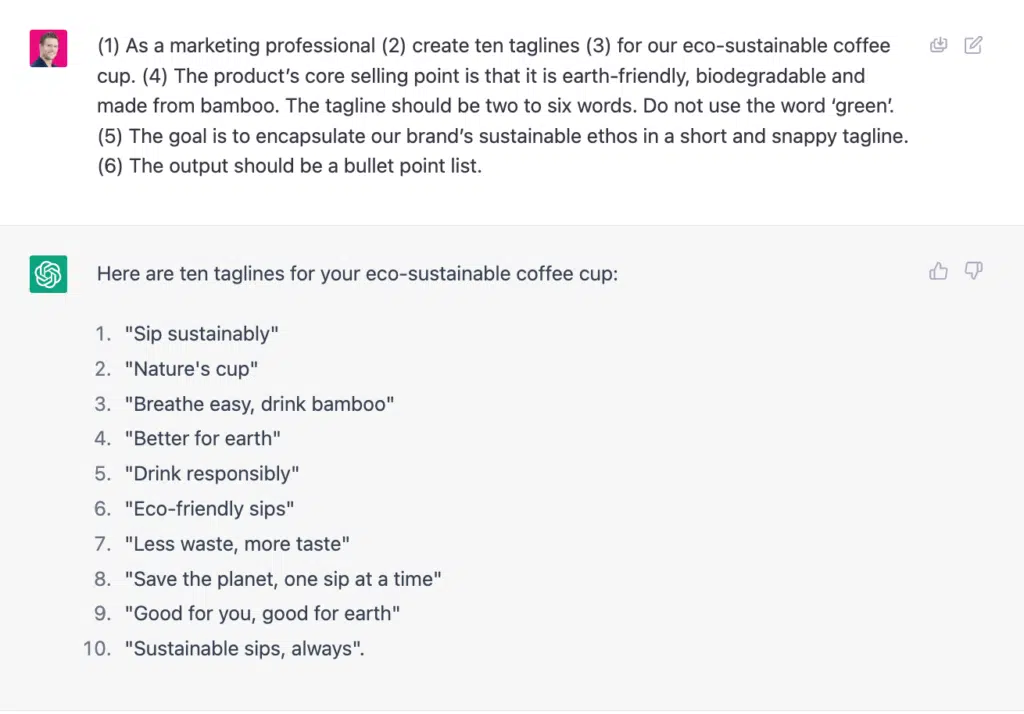 (1) As a marketing professional (2) create ten taglines (3) for our eco-sustainable coffee
cup. (4) The product’s core selling point is that it is earth-friendly, biodegradable and
made from bamboo. The tagline should be two to six words. Do not use the word ‘green’.
(5) The goal is to encapsulate our brand’s sustainable ethos in a short and snappy tagline.
(6) The output should be a bullet point list.
Here are ten taglines for your eco-sustainable coffee cup:
1. "Sip sustainably"
2. "Nature's cup"
3. "Breathe easy, drink bamboo"
4. "Better for earth"
5. "Drink responsibly"
6. "Eco-friendly sips"
7. "Less waste, more taste"
8. "Save the planet, one sip at a time"
9. "Good for you, good for earth"
10. "Sustainable sips, always".